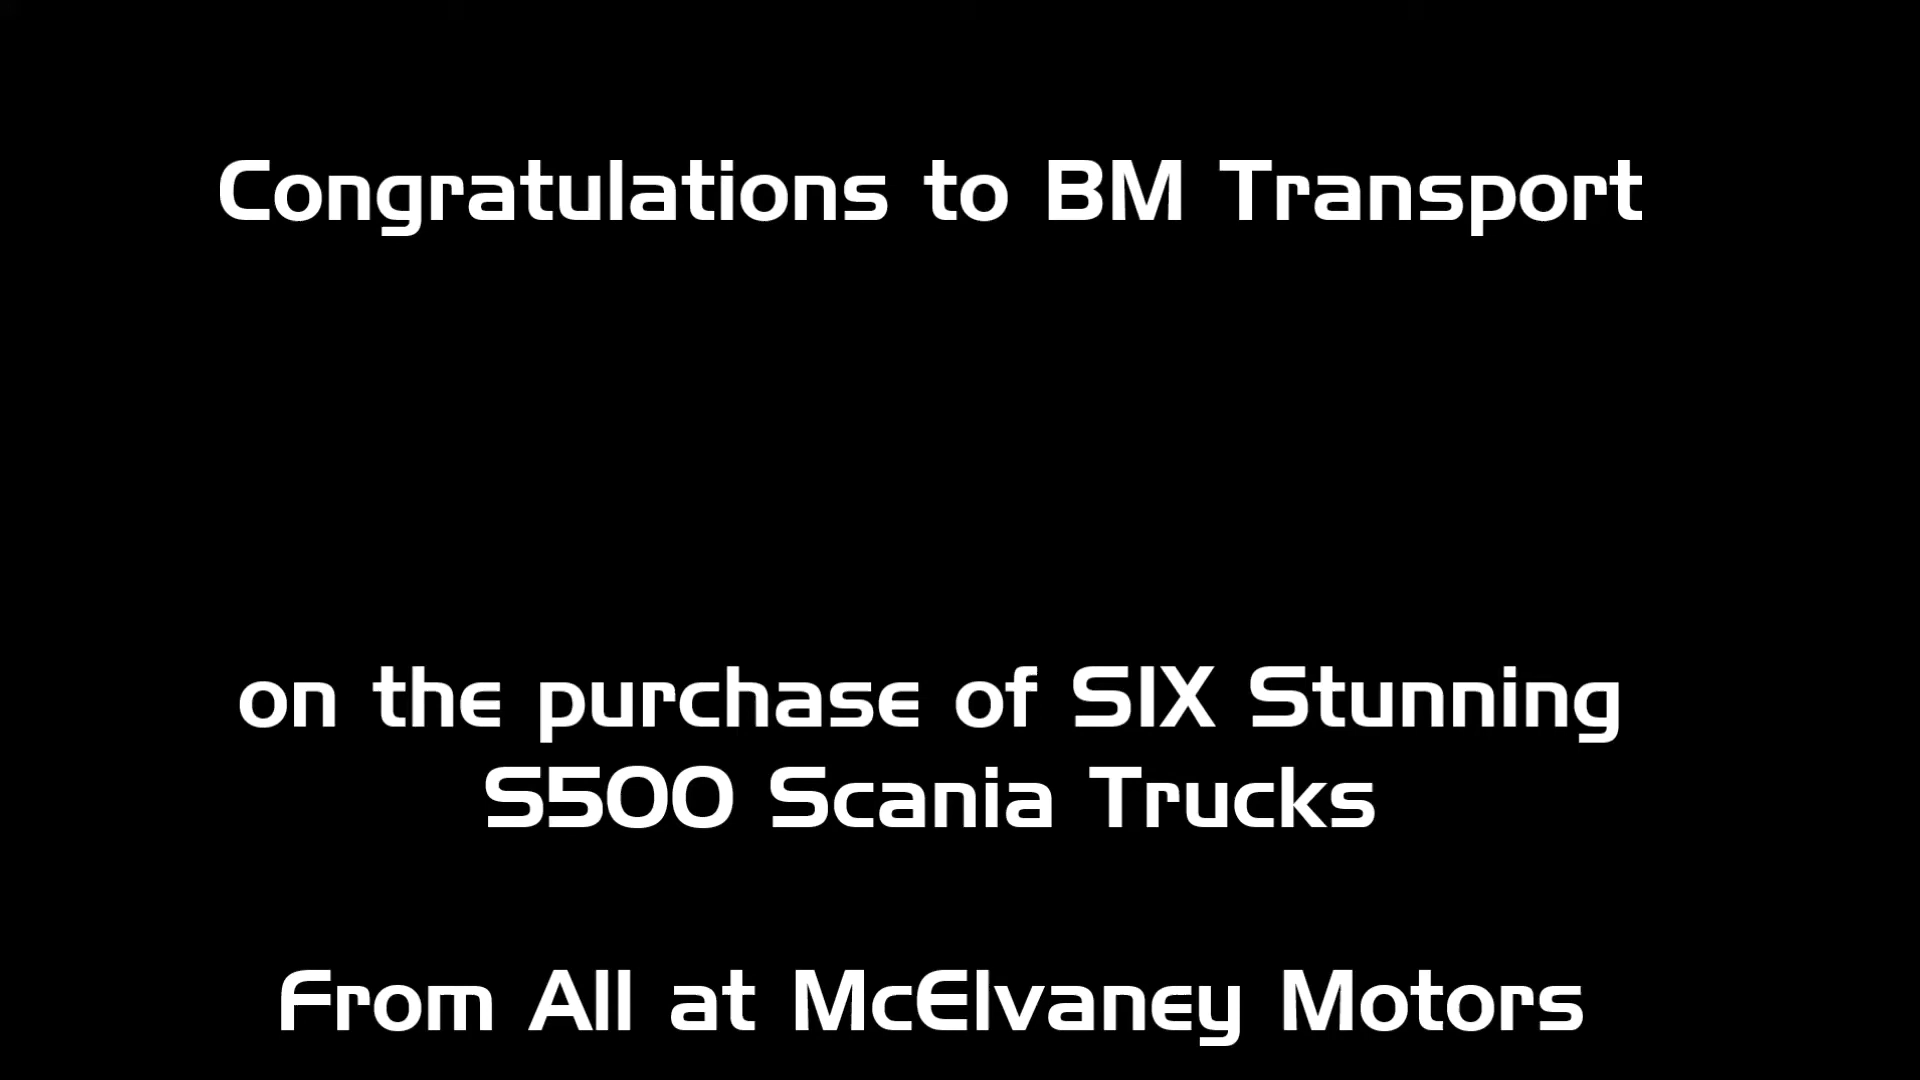 Congratulations to BM Transport
on the purchase of SIX Stunning
S500 Scania Trucks
From All at McElvaney Motors